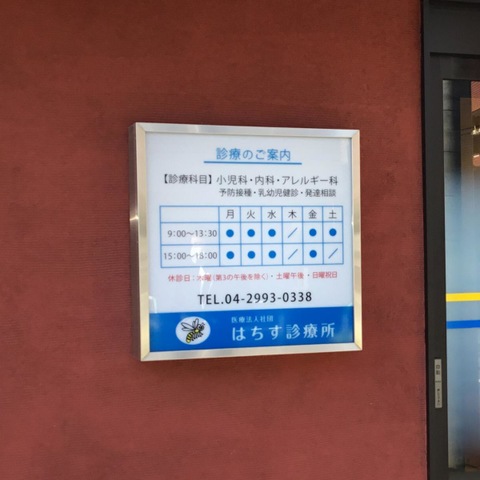 診療のご案内
【診療科目】小児科・内科・アレルギー科
予防接種・乳幼児健診・発達相談
月 火 水 木 金 土
9:00〜13:30 ● ● ● ／ ● ●
15:00〜18:00 ● ● ● ／ ● ／
休診日:木曜(第3の午後を除く)・土曜午後・日曜祝日
TEL.04-2993-0338
医療法人社団
はちす診療所
自動